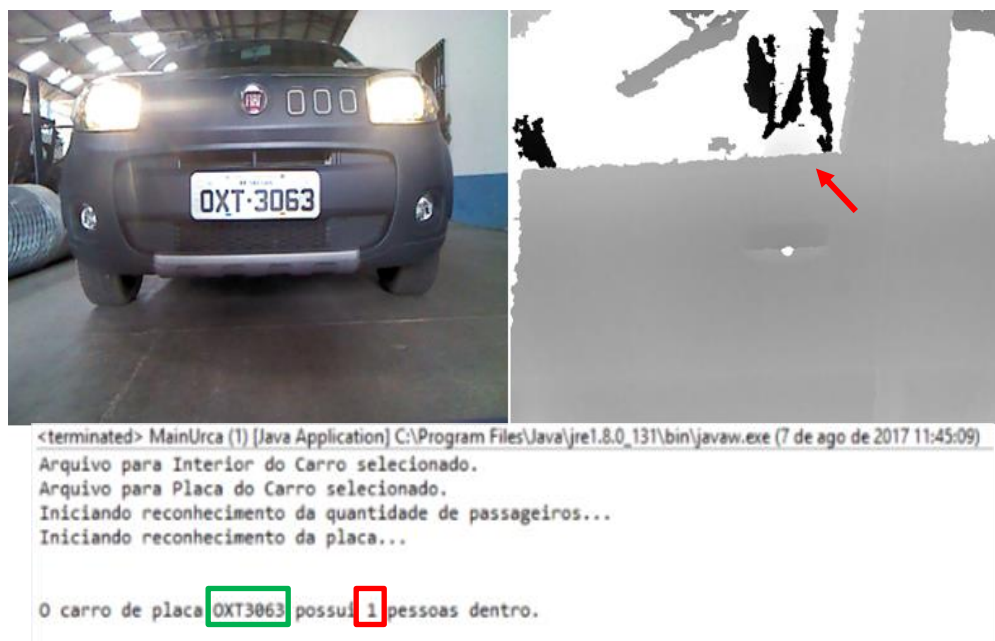 OXT-3063
<terminated> MainUrca (1) [Java Application] C:\Program Files\Java\jre1.8.0_131\bin\javaw.exe (7 de ago de 2017 11:45:09)
Arquivo para Interior do Carro selecionado.
Arquivo para Placa do Carro selecionado.
Iniciando reconhecimento da quantidade de passageiros...
Iniciando reconhecimento da placa...
O carro de placa OXT3063 possui 1 pessoas dentro.